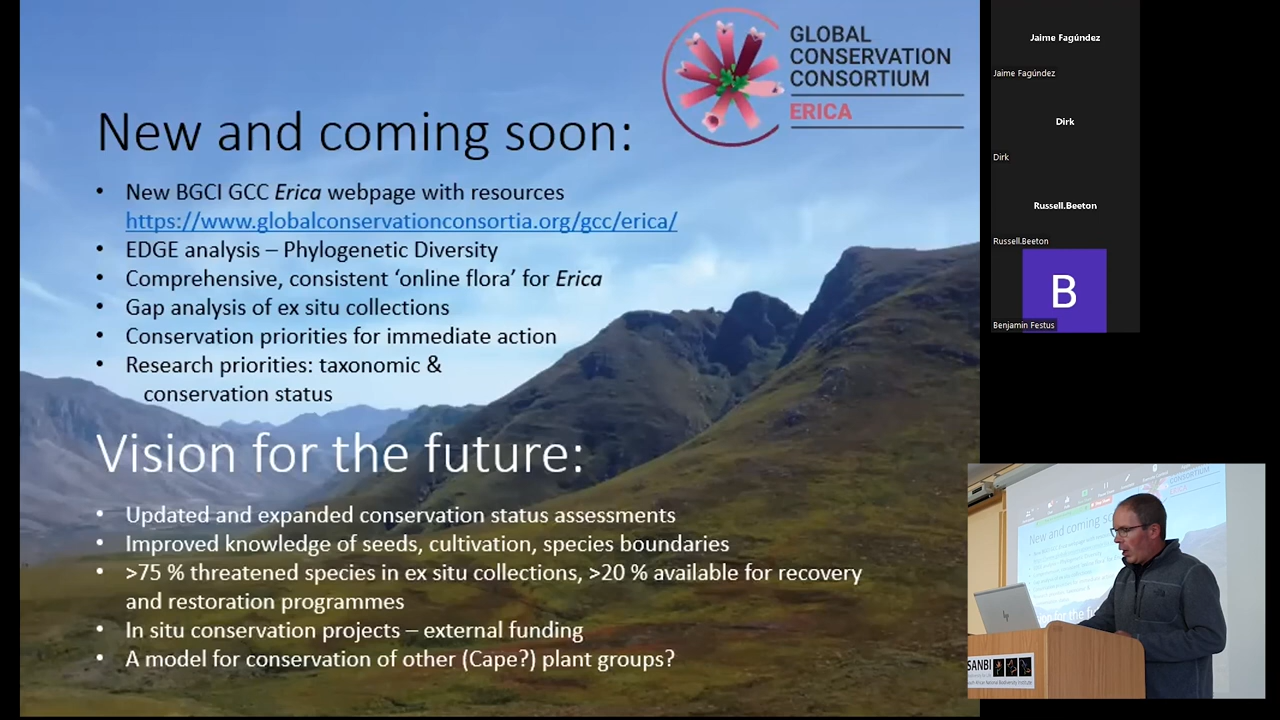 GLOBAL
CONSERVATION
CONSORTIUM
ERICA
New and coming soon:
• New BGCI GCC Erica webpage with resources
https://www.globalconservationconsortia.org/gcc/erica/
• EDGE analysis – Phylogenetic Diversity
• Comprehensive, consistent ‘online flora’ for Erica
• Gap analysis of ex situ collections
• Conservation priorities for immediate action
• Research priorities: taxonomic &
conservation status
Vision for the future:
• Updated and expanded conservation status assessments
• Improved knowledge of seeds, cultivation, species boundaries
• >75 % threatened species in ex situ collections, >20 % available for recovery
and restoration programmes
• In situ conservation projects – external funding
• A model for conservation of other (Cape?) plant groups?
Jaime Fagúndez
Jaime Fagúndez
Dirk
Dirk
Russell.Beeton
Russell.Beeton
B
Benjamin Festus
New and coming so
SANBI